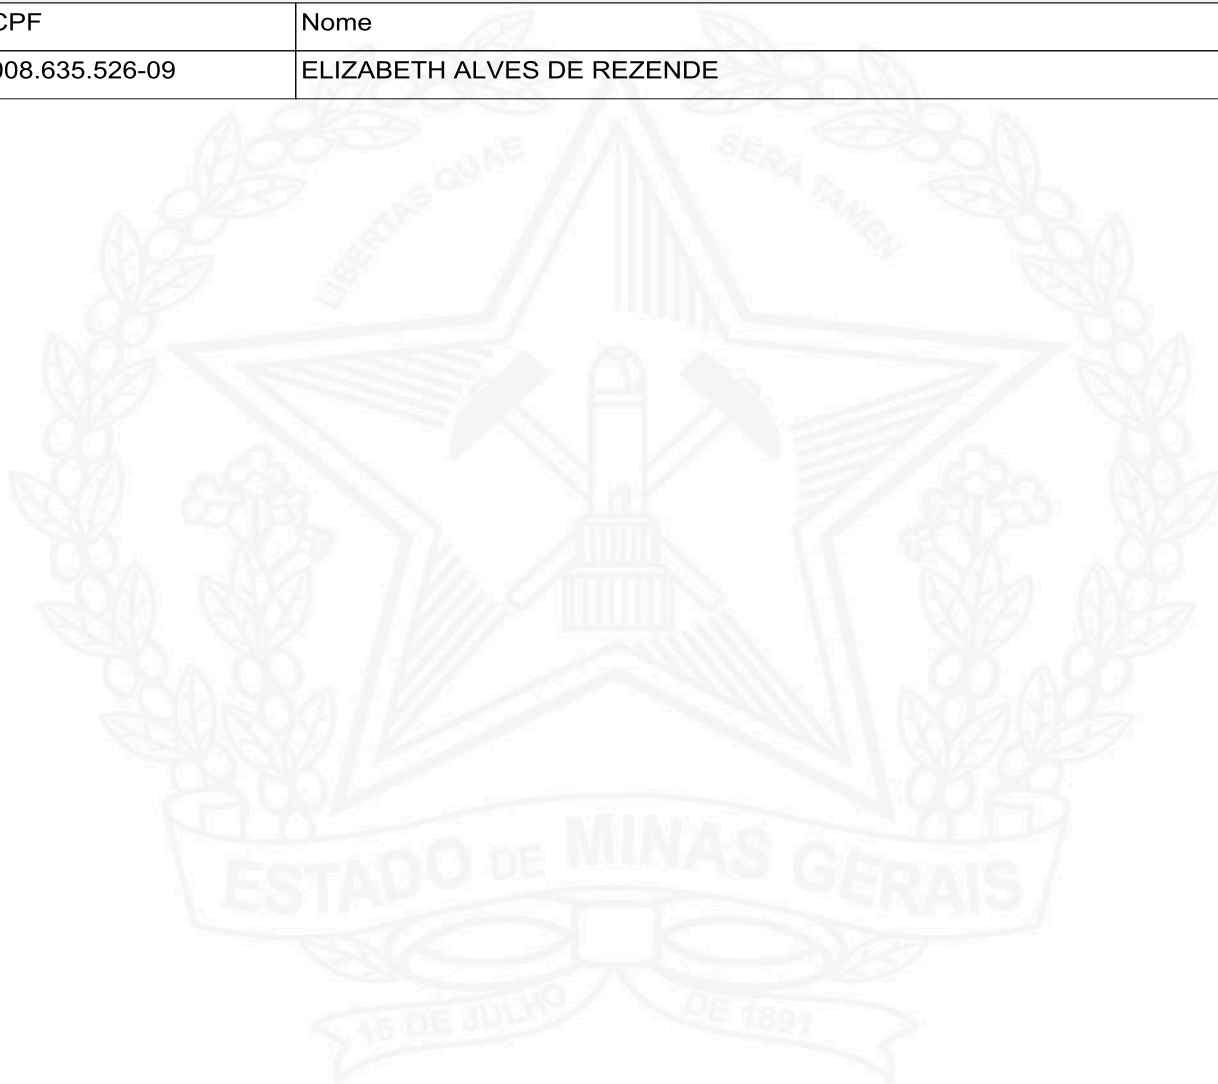 CPF Nome
908.635.526-09 ELIZABETH ALVES DE REZENDE
LIBERTAS QUAE SERA TAMEN
ESTADO DE MINAS GERAIS
15 DE JULHO DE 1891